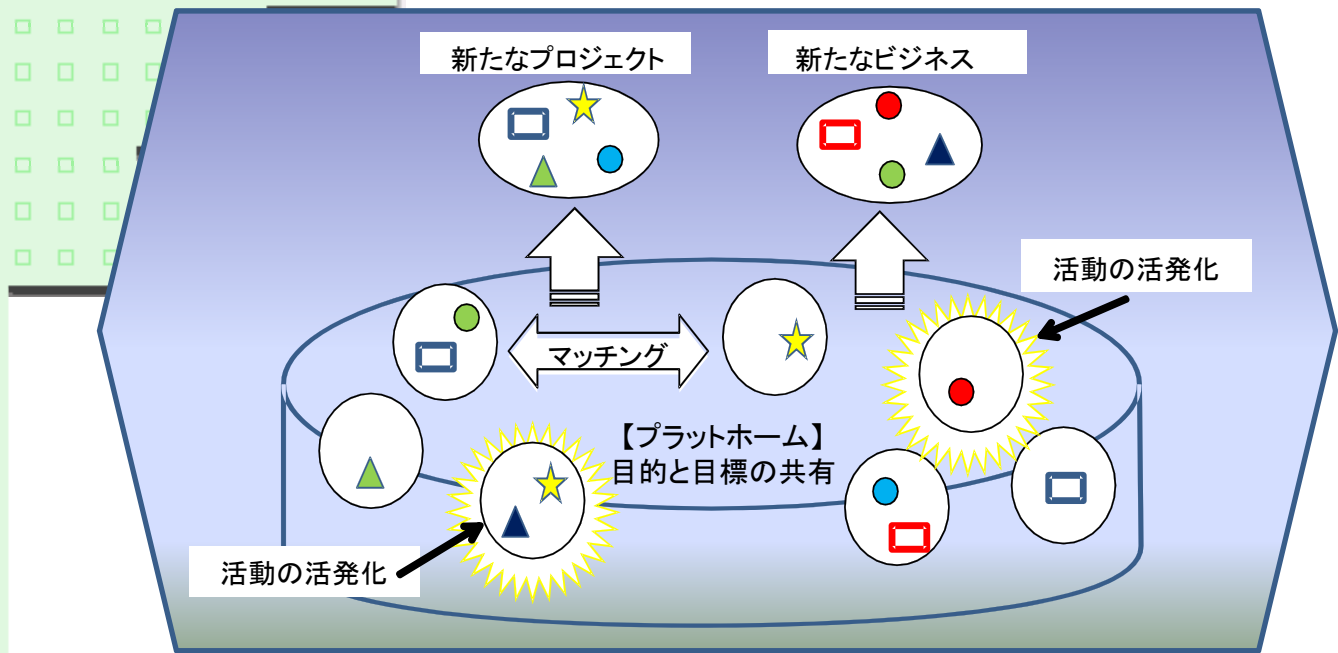 新たなプロジェクト
新たなビジネス
活動の活発化
マッチング
【プラットホーム】
目的と目標の共有
活動の活発化